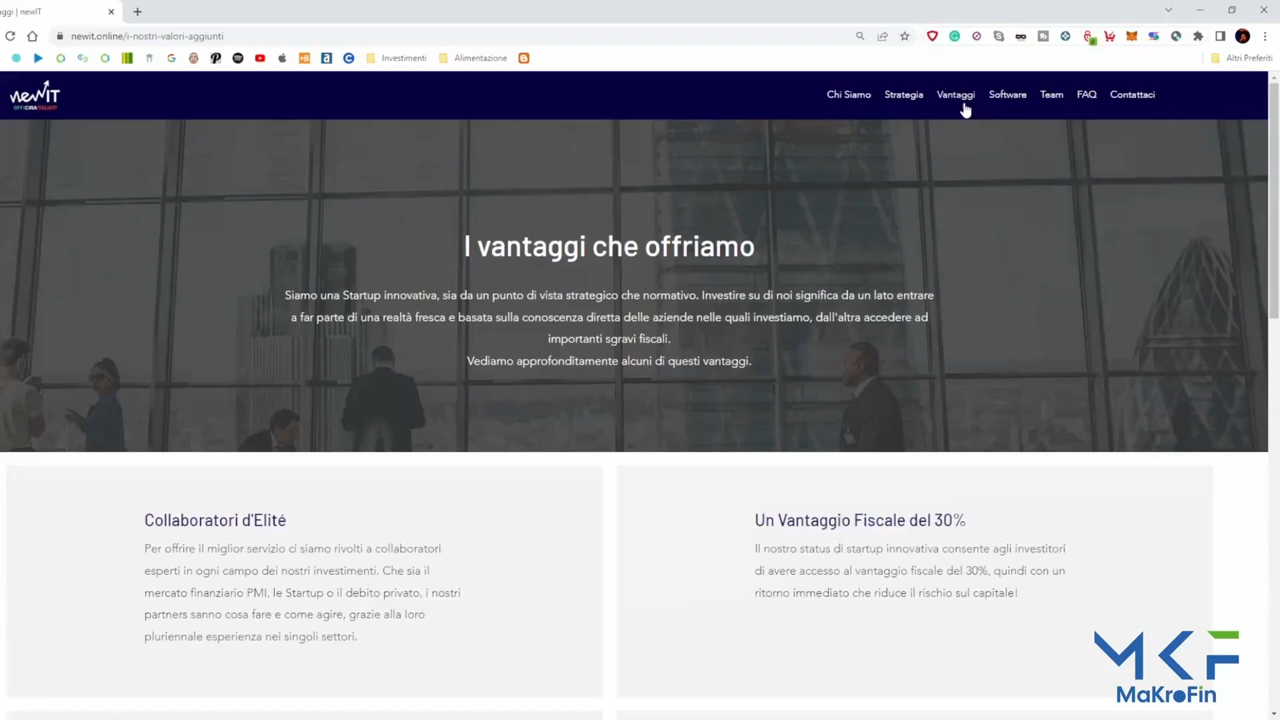 aggi | newIT
newit.online/i-nostri-valori-aggiunti
Investimenti
Alimentazione
Altri Preferiti
newIT
OFFICINAITALIATI
Chi Siamo
Strategia
Vantaggi
Software
Team
FAQ
Contattaci
I vantaggi che offriamo
Siamo una Startup innovativa, sia da un punto di vista strategico che normativo. Investire su di noi significa da un lato entrare
a far parte di una realtà fresca e basata sulla conoscenza diretta delle aziende nelle quali investiamo, dall'altra accedere ad
importanti sgravi fiscali.
Vediamo approfonditamente alcuni di questi vantaggi.
Collaboratori d'Elité
Per offrire il miglior servizio ci siamo rivolti a collaboratori
esperti in ogni campo dei nostri investimenti. Che sia il
mercato finanziario PMI, le Startup o il debito privato, i nostri
partners sanno cosa fare e come agire, grazie alla loro
pluriennale esperienza nei singoli settori.
Un Vantaggio Fiscale del 30%
Il nostro status di startup innovativa consente agli investitori
di avere accesso al vantaggio fiscale del 30%, quindi con un
ritorno immediato che riduce il rischio sul capitale!
MKF
MaKroFin